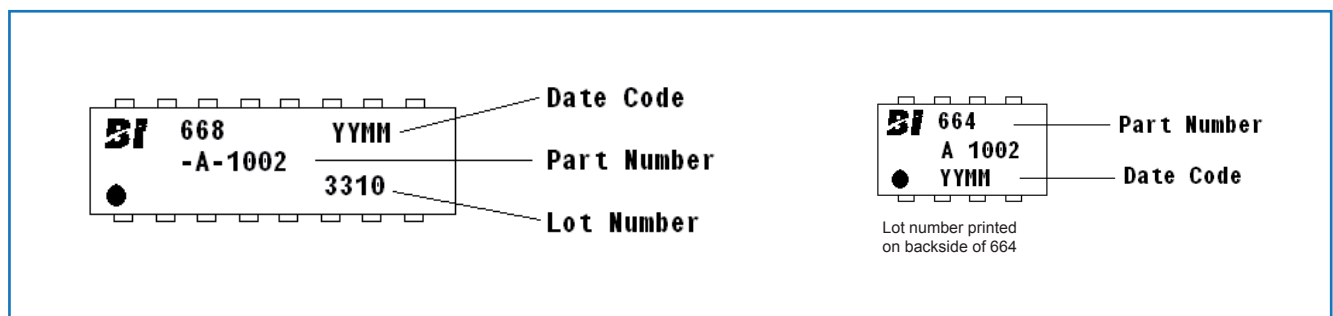 BI 668 YYMM
-A-1002
3310
Date Code
Part Number
Lot Number
BI 664
A 1002
YYMM
Part Number
Date Code
Lot number printed
on backside of 664